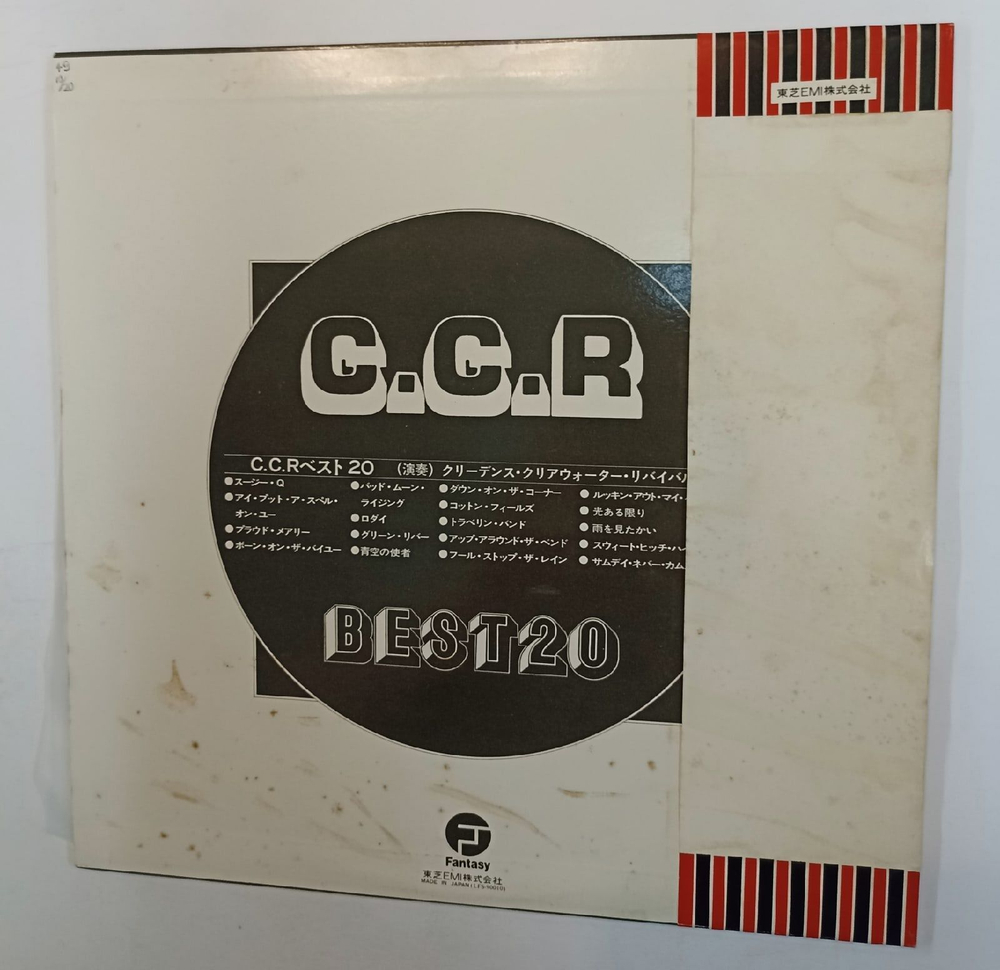 東芝EMI株式会社
C.C.R
C.C.Rベスト20 (演奏) クリーデンス・クリアウォーター・リバイバル
●スージー・Q
●アイ・プット・ア・スペル・
オン・ユー
●プラウド・メアリー
●ボーン・オン・ザ・バイユー
●バッド・ムーン・
ライジング
●ロダイ
●グリーン・リバー
●青空の使者
●ダウン・オン・ザ・コーナー
●コットン・フィールズ
●トラベリン・バンド
●アップ・アラウンド・ザ・ベンド
●フール・ストップ・ザ・レイン
●ルッキン・アウト・マイ・
●光ある限り
●雨を見たかい
●スウィート・ヒッチ・ハ
●サムデイ・ネバー・カム
BEST20
Fantasy
東芝EMI株式会社
MADE IN JAPAN